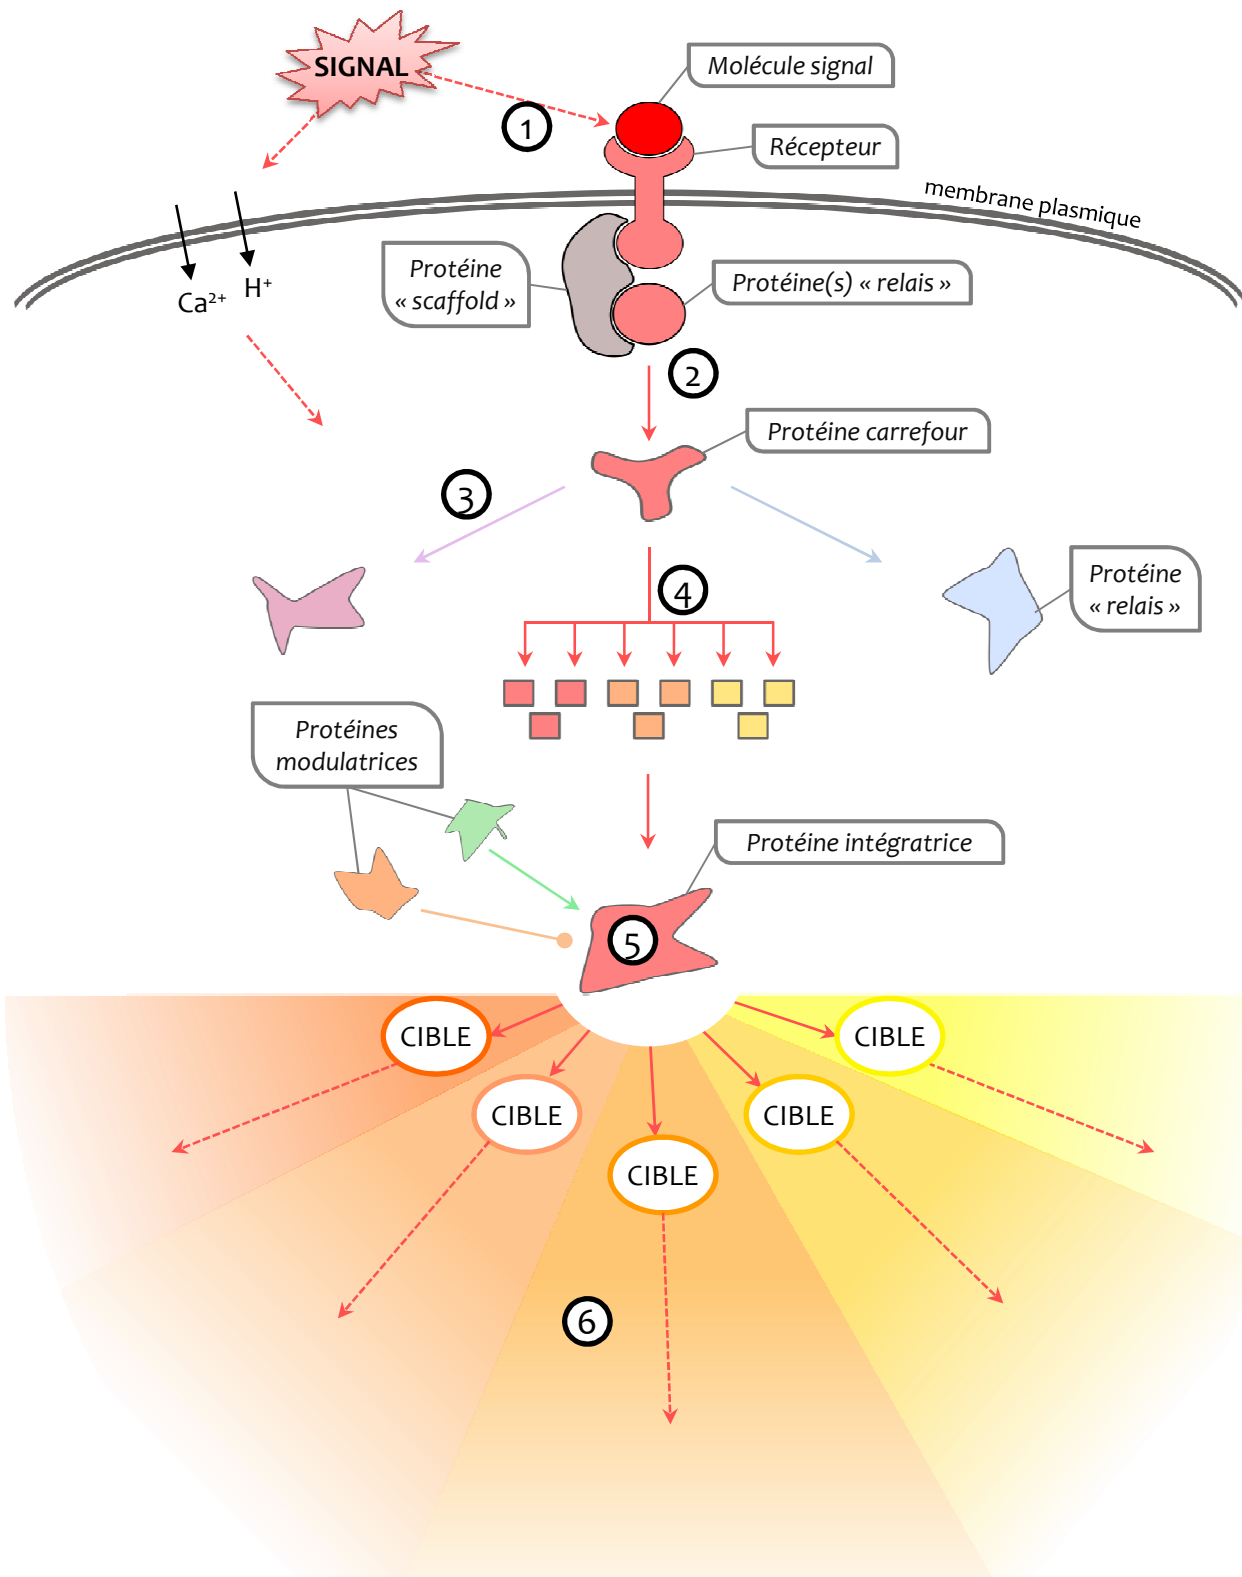 SIGNAL
Molécule signal
1
Récepteur
membrane plasmique
Protéine
« scaffold »
Protéine(s) « relais »
Ca²⁺
H⁺
2
Protéine carrefour
3
4
Protéine
« relais »
Protéines
modulatrices
Protéine intégratrice
5
CIBLE
CIBLE
CIBLE
CIBLE
CIBLE
6